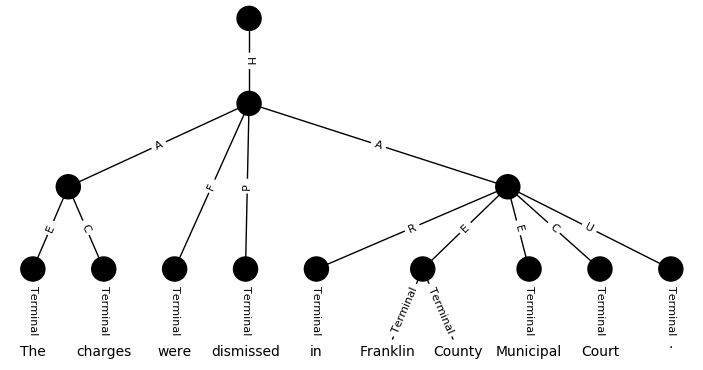 H
A F P A
E C R E E C U
Terminal Terminal Terminal Terminal Terminal Terminal Terminal Terminal Terminal Terminal
The charges were dismissed in Franklin County Municipal Court .